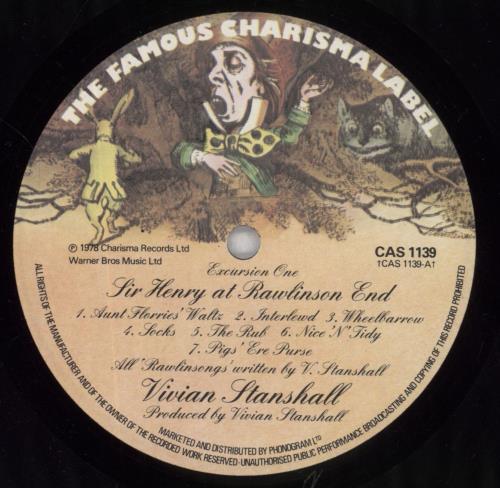 THE FAMOUS CHARISMA LABEL
℗ 1978 Charisma Records Ltd
Warner Bros Music Ltd
CAS 1139
†CAS 1139-A†
Excursion One
Sir Henry at Rawlinson End
1. Aunt Florries' Waltz 2. Interlewd 3. Wheelbarrow
4. Socks 5. The Rub 6. Nice 'N' Tidy
7. Pigs' Ere Purse
All 'Rawlinsongs' written by V. Stanshall
Vivian Stanshall
Produced by Vivian Stanshall
MARKETED AND DISTRIBUTED BY PHONOGRAM LTD
ALL RIGHTS OF THE MANUFACTURER AND OF THE OWNER OF THE RECORDED WORK RESERVED·UNAUTHORISED PUBLIC PERFORMANCE BROADCASTING AND COPYING OF THIS RECORD PROHIBITED